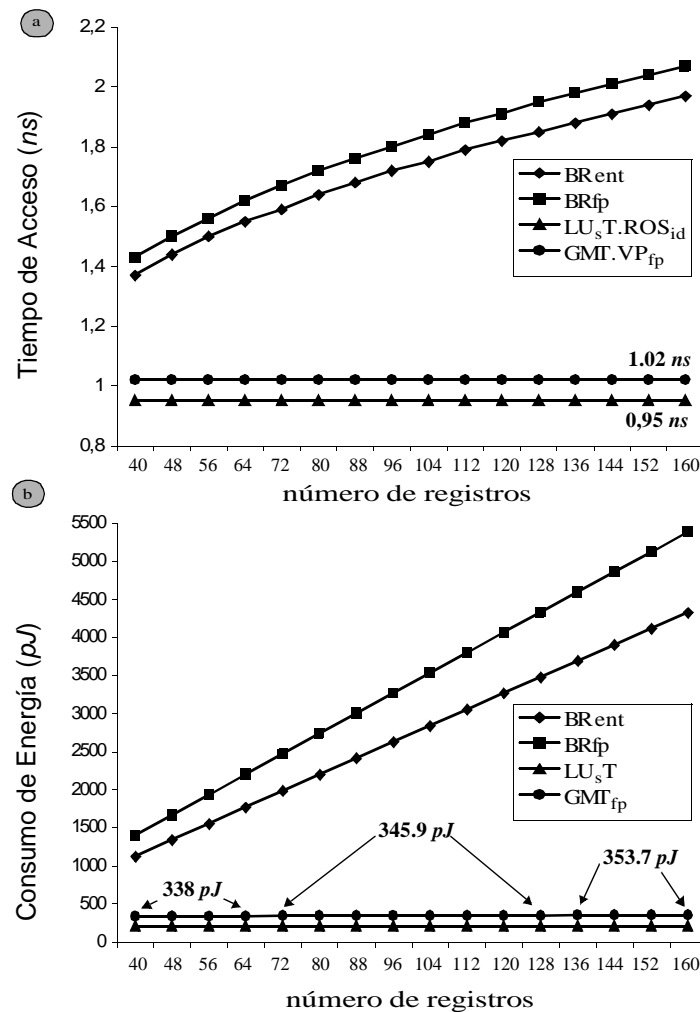 a
Tiempo de Acceso (ns)
2,2
2
1,8
1,6
1,4
1,2
1
0,8
BRent
BRfp
LUsT.ROSid
GMT.VPfp
1.02 ns
0,95 ns
40 48 56 64 72 80 88 96 104 112 120 128 136 144 152 160
número de registros
b
Consumo de Energía (pJ)
5500
5000
4500
4000
3500
3000
2500
2000
1500
1000
500
0
BRent
BRfp
LUsT
GMTfp
345.9 pJ
353.7 pJ
338 pJ
40 48 56 64 72 80 88 96 104 112 120 128 136 144 152 160
número de registros